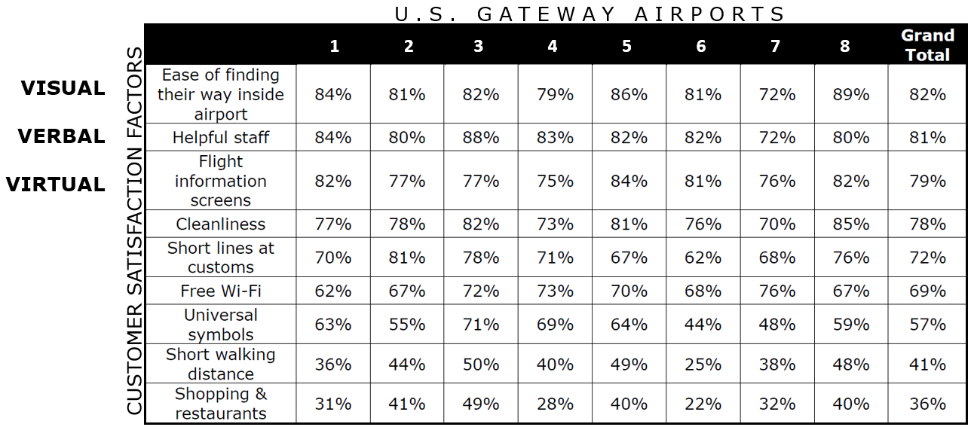 U.S. GATEWAY AIRPORTS
CUSTOMER SATISFACTION FACTORS
1 2 3 4 5 6 7 8 Grand
Total
VISUAL
Ease of finding
their way inside
airport
84% 81% 82% 79% 86% 81% 72% 89% 82%
VERBAL
Helpful staff 84% 80% 88% 83% 82% 82% 72% 80% 81%
VIRTUAL
Flight
information
screens
82% 77% 77% 75% 84% 81% 76% 82% 79%
Cleanliness 77% 78% 82% 73% 81% 76% 70% 85% 78%
Short lines at
customs
70% 81% 78% 71% 67% 62% 68% 76% 72%
Free Wi-Fi 62% 67% 72% 73% 70% 68% 76% 67% 69%
Universal
symbols
63% 55% 71% 69% 64% 44% 48% 59% 57%
Short walking
distance
36% 44% 50% 40% 49% 25% 38% 48% 41%
Shopping &
restaurants
31% 41% 49% 28% 40% 22% 32% 40% 36%